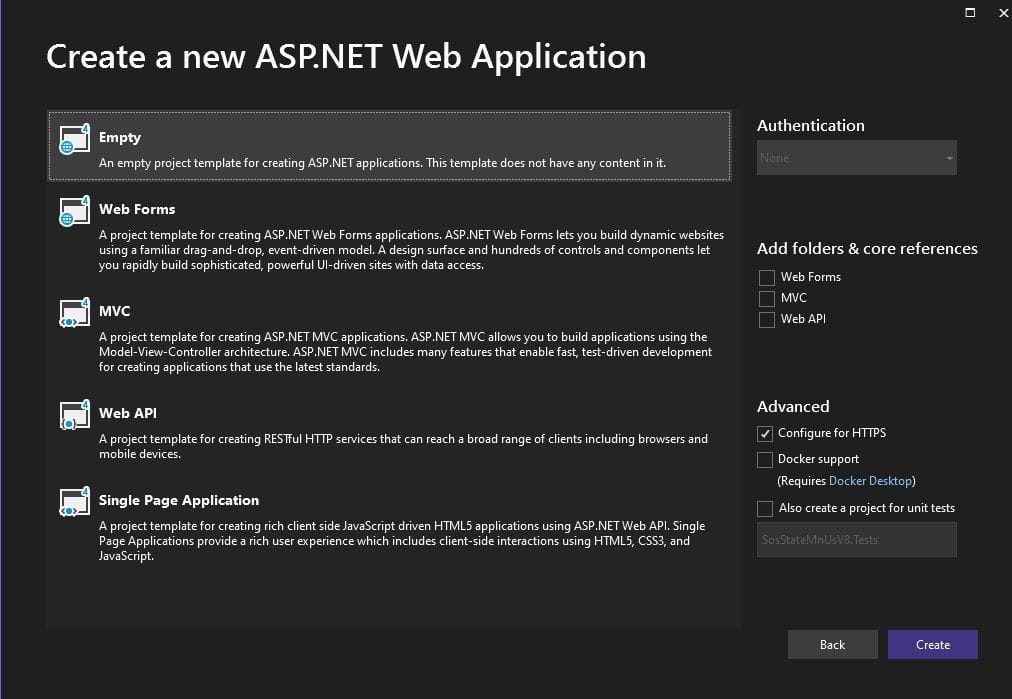 Create a new ASP.NET Web Application
Empty
An empty project template for creating ASP.NET applications. This template does not have any content in it.
Web Forms
A project template for creating ASP.NET Web Forms applications. ASP.NET Web Forms lets you build dynamic websites
using a familiar drag-and-drop, event-driven model. A design surface and hundreds of controls and components let
you rapidly build sophisticated, powerful UI-driven sites with data access.
MVC
A project template for creating ASP.NET MVC applications. ASP.NET MVC allows you to build applications using the
Model-View-Controller architecture. ASP.NET MVC includes many features that enable fast, test-driven development
for creating applications that use the latest standards.
Web API
A project template for creating RESTful HTTP services that can reach a broad range of clients including browsers and
mobile devices.
Single Page Application
A project template for creating rich client side JavaScript driven HTML5 applications using ASP.NET Web API. Single
Page Applications provide a rich user experience which includes client-side interactions using HTML5, CSS3, and
JavaScript.
Authentication
None
Add folders & core references
Web Forms
MVC
Web API
Advanced
Configure for HTTPS
Docker support
(Requires Docker Desktop)
Also create a project for unit tests
SosStateMnUsV8.Tests
Back
Create